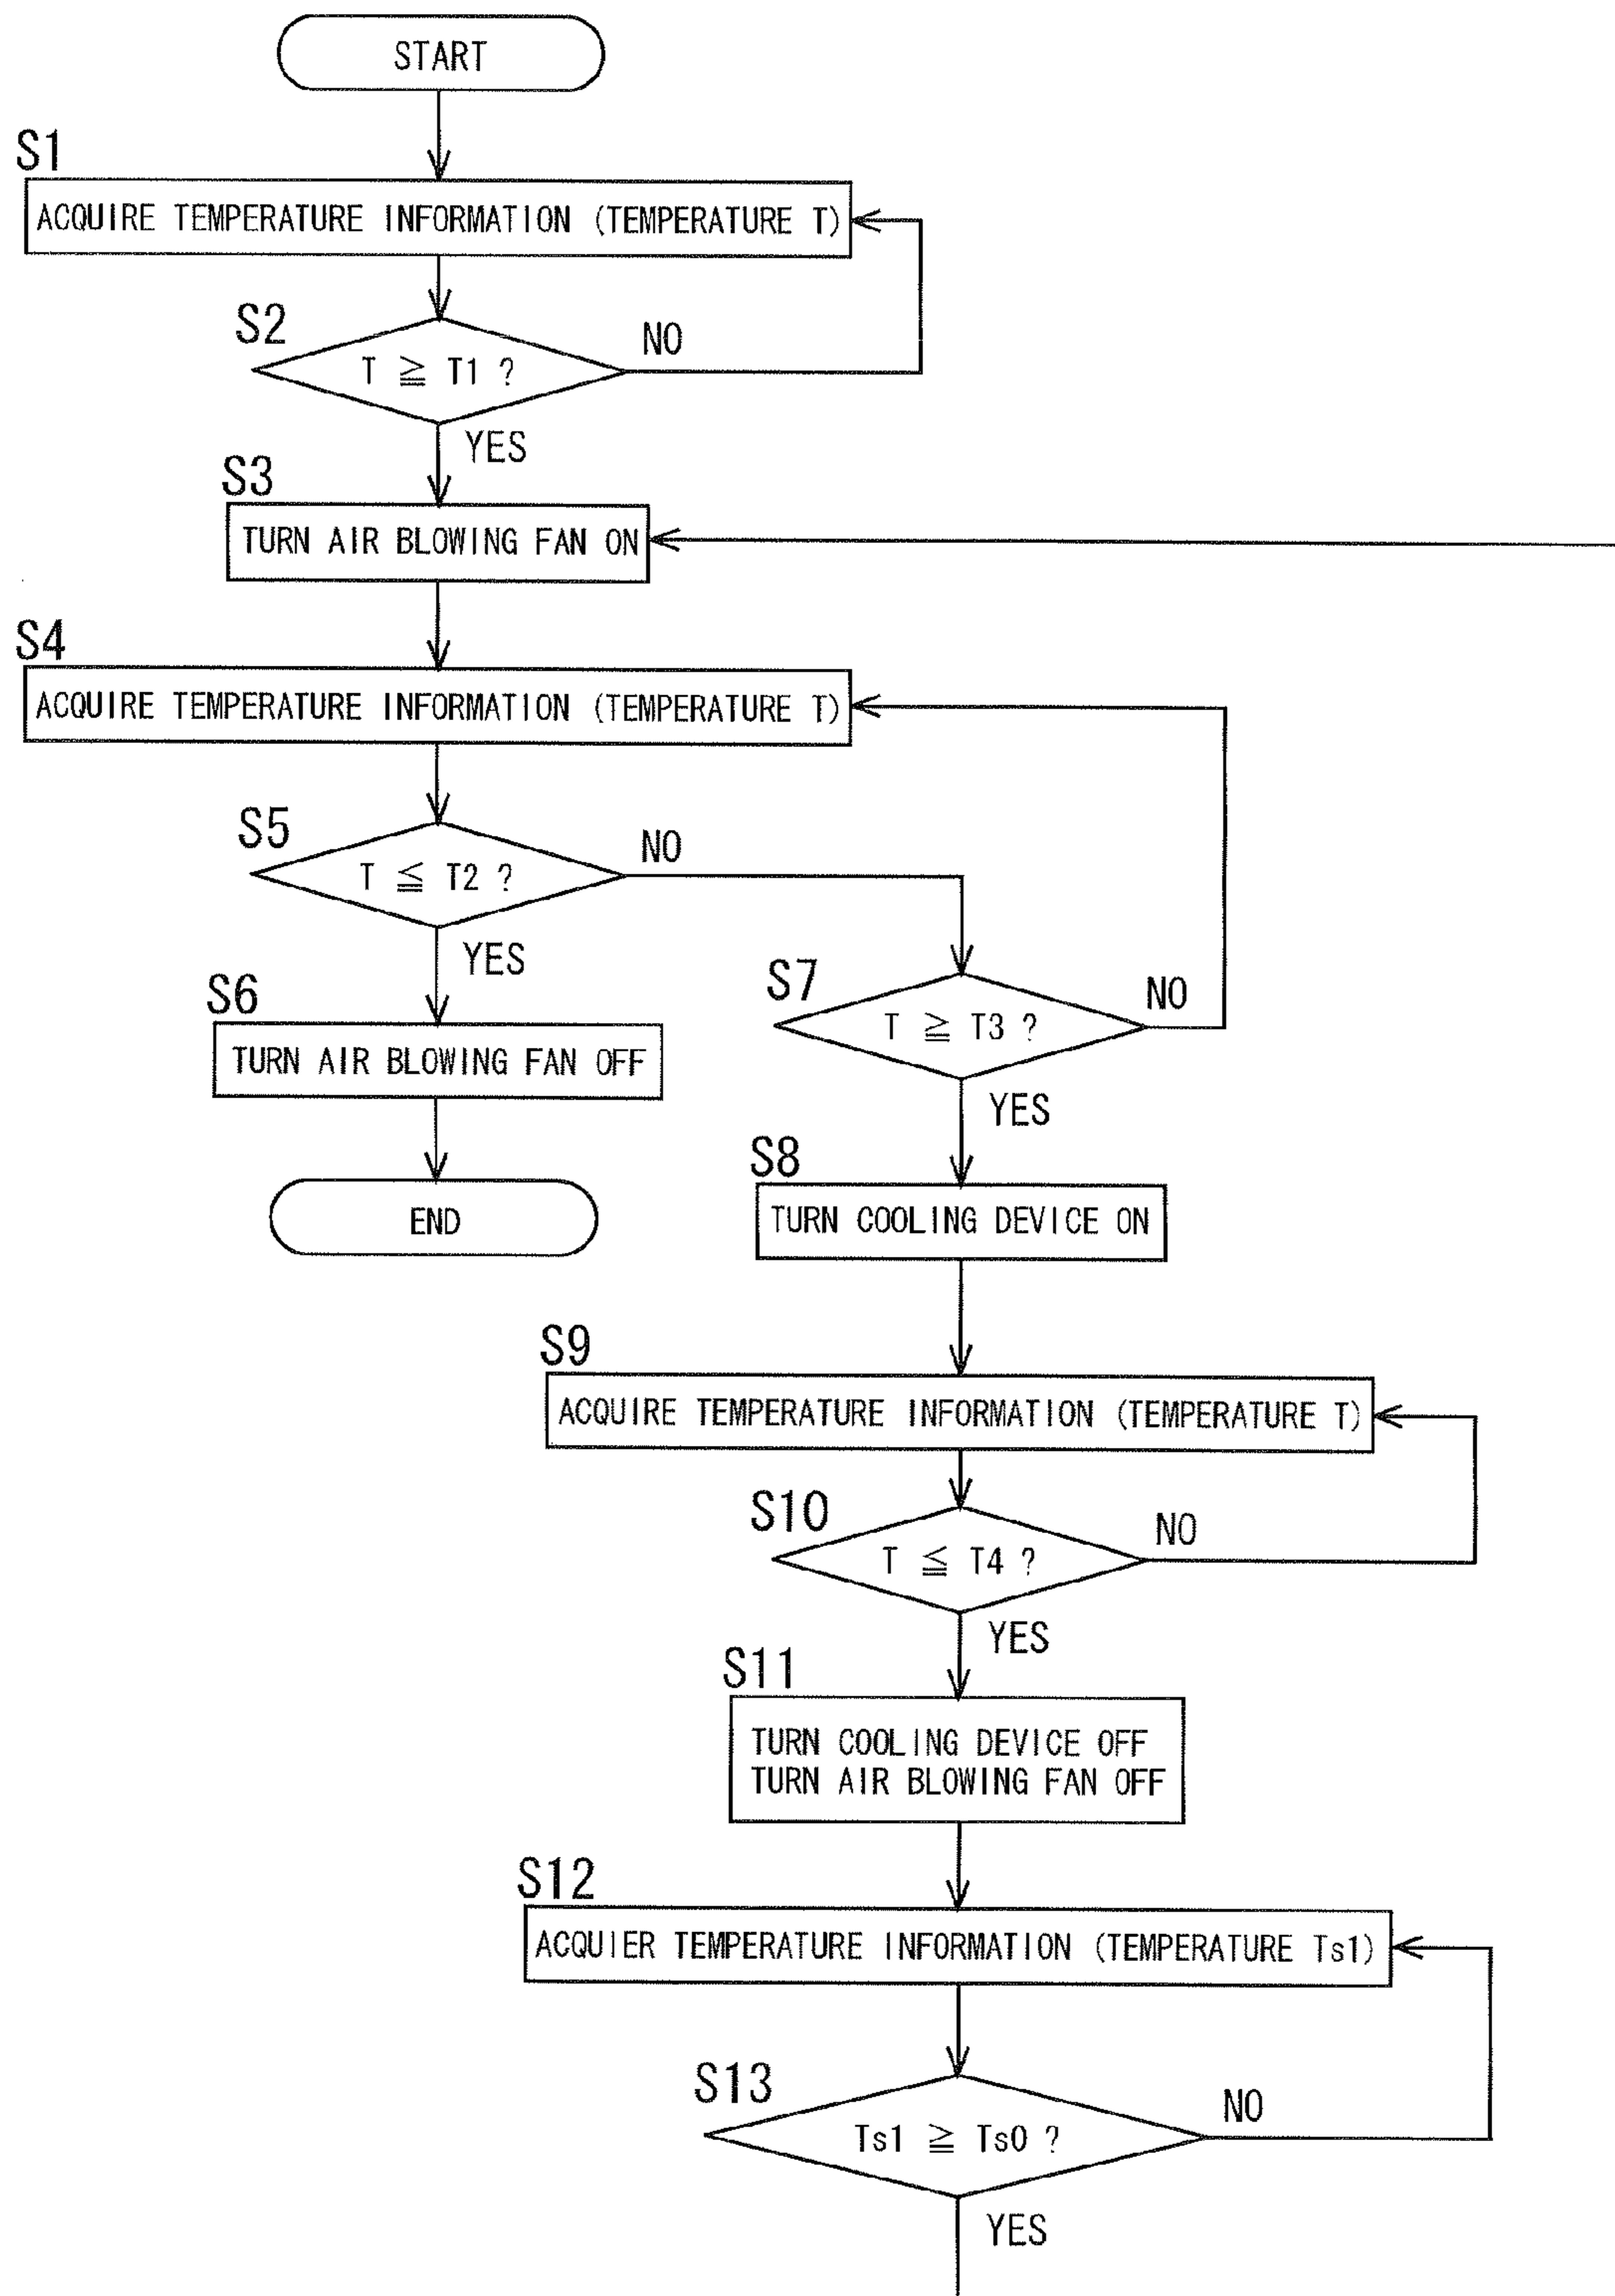 START
S1
ACQUIRE TEMPERATURE INFORMATION (TEMPERATURE T)
S2
T ≧ T1 ?
NO
YES
S3
TURN AIR BLOWING FAN ON
S4
ACQUIRE TEMPERATURE INFORMATION (TEMPERATURE T)
S5
T ≦ T2 ?
NO
YES
S6
TURN AIR BLOWING FAN OFF
END
S7
T ≧ T3 ?
NO
YES
S8
TURN COOLING DEVICE ON
S9
ACQUIRE TEMPERATURE INFORMATION (TEMPERATURE T)
S10
T ≦ T4 ?
NO
YES
S11
TURN COOLING DEVICE OFF
TURN AIR BLOWING FAN OFF
S12
ACQUIER TEMPERATURE INFORMATION (TEMPERATURE Ts1)
S13
Ts1 ≧ Ts0 ?
NO
YES